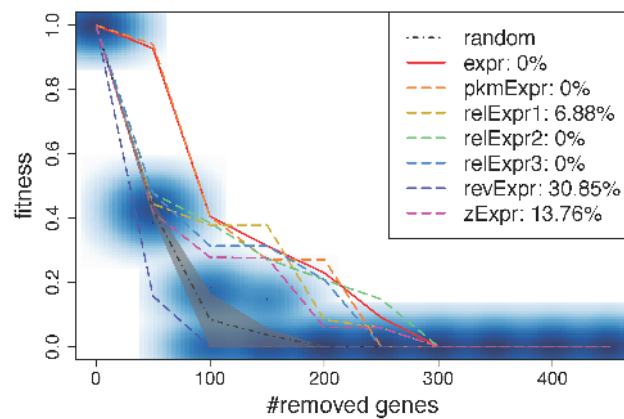 random
expr: 0%
pkmExpr: 0%
relExpr1: 6.88%
relExpr2: 0%
relExpr3: 0%
revExpr: 30.85%
zExpr: 13.76%
fitness
1.0
0.8
0.6
0.4
0.2
0.0
0 100 200 300 400
#removed genes